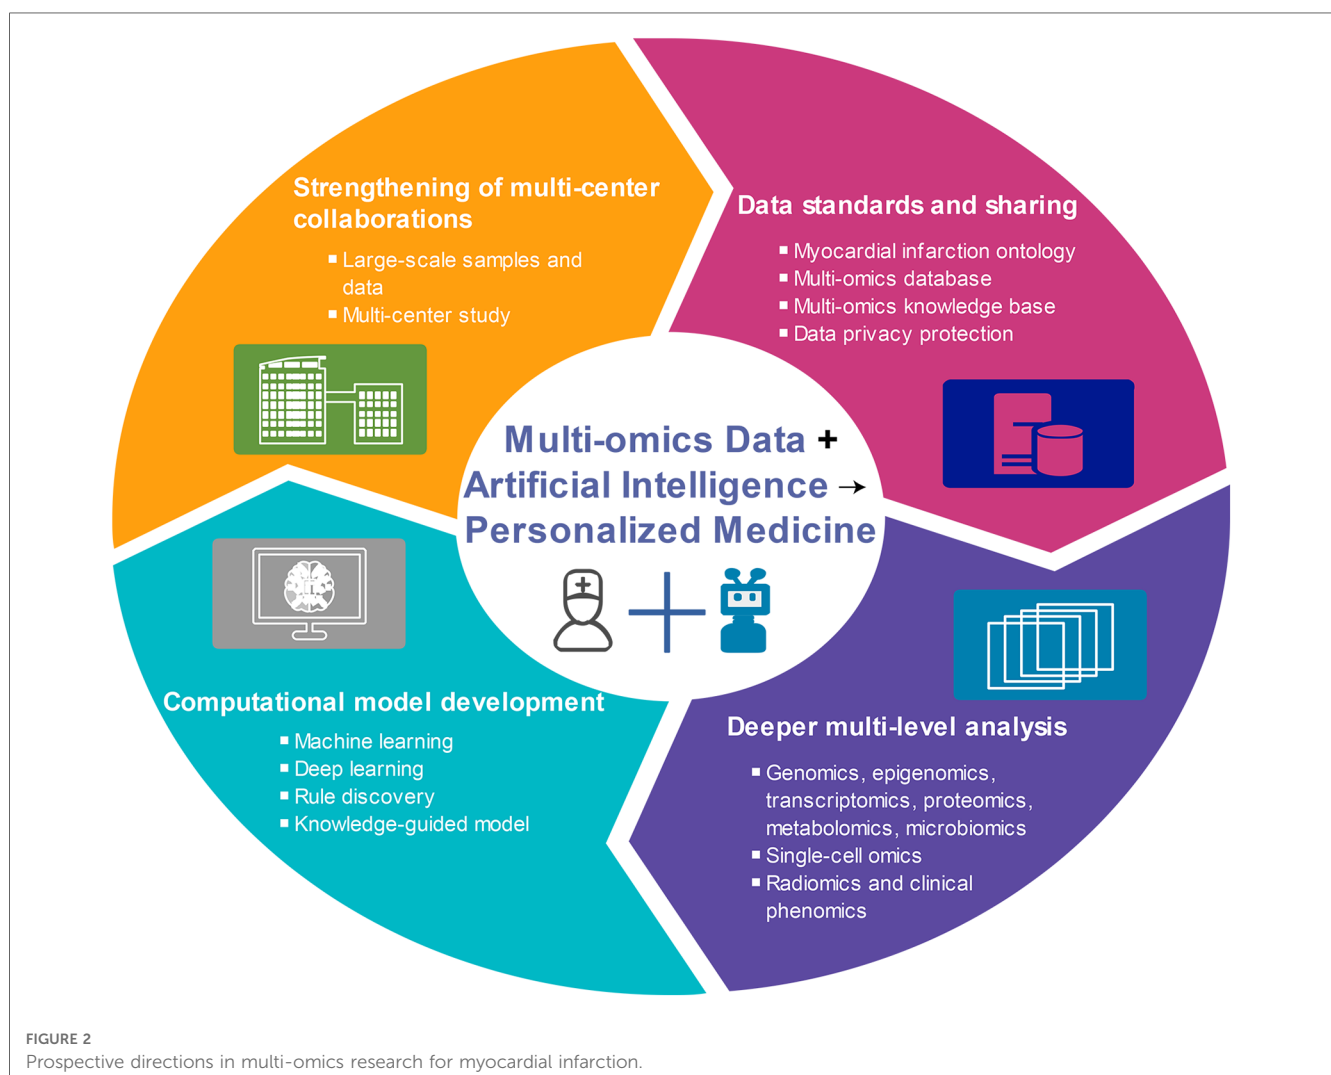 Strengthening of multi-center
collaborations
▪ Large-scale samples and
data
▪ Multi-center study
Data standards and sharing
▪ Myocardial infarction ontology
▪ Multi-omics database
▪ Multi-omics knowledge base
▪ Data privacy protection
Multi-omics Data +
Artificial Intelligence →
Personalized Medicine
Computational model development
▪ Machine learning
▪ Deep learning
▪ Rule discovery
▪ Knowledge-guided model
Deeper multi-level analysis
▪ Genomics, epigenomics,
transcriptomics, proteomics,
metabolomics, microbiomics
▪ Single-cell omics
▪ Radiomics and clinical
phenomics
FIGURE 2
Prospective directions in multi-omics research for myocardial infarction.